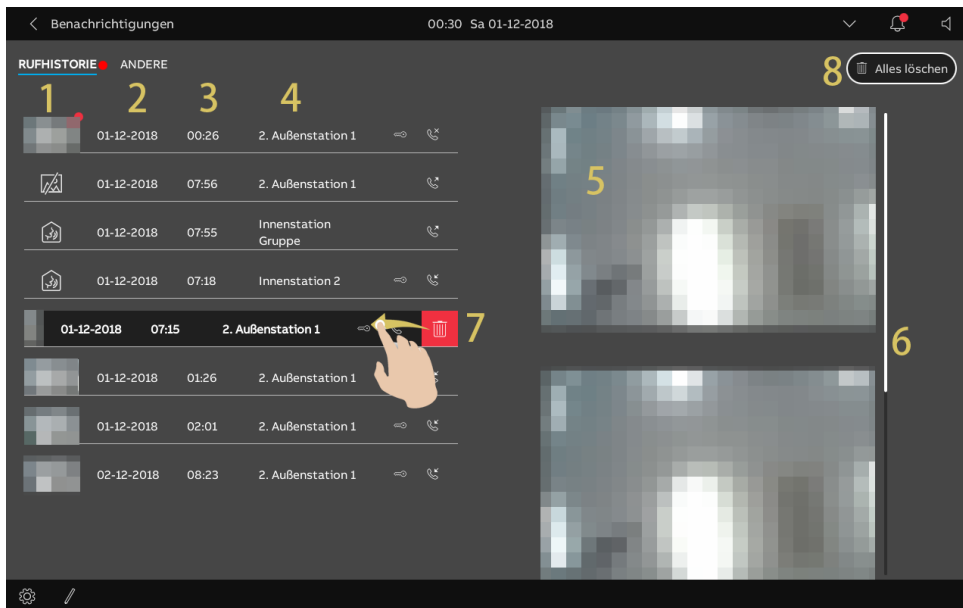 Benachrichtigungen
00:30 Sa 01-12-2018
RUFHISTORIE ANDERE
8 Alles löschen
1 2 3 4
01-12-2018 00:26 2. Außenstation 1
5
01-12-2018 07:56 2. Außenstation 1
01-12-2018 07:55 Innenstation
Gruppe
01-12-2018 07:18 Innenstation 2
01-12-2018 07:15 2. Außenstation 1 7
6
01-12-2018 01:26 2. Außenstation 1
01-12-2018 02:01 2. Außenstation 1
02-12-2018 08:23 2. Außenstation 1